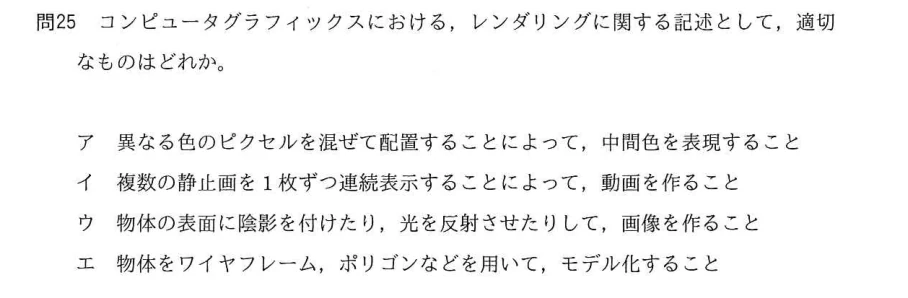 問25 コンピュータグラフィックスにおける，レンダリングに関する記述として，適切
なものはどれか。
ア 異なる色のピクセルを混ぜて配置することによって，中間色を表現すること
イ 複数の静止画を1枚ずつ連続表示することによって，動画を作ること
ウ 物体の表面に陰影を付けたり，光を反射させたりして，画像を作ること
エ 物体をワイヤフレーム，ポリゴンなどを用いて，モデル化すること